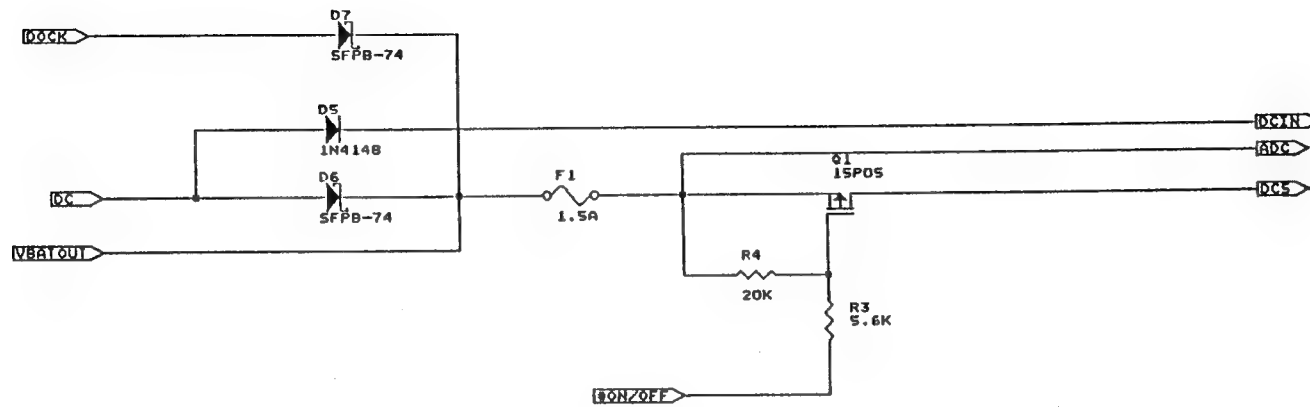 D7
DOCK
SFPB-74
D5
DCIN
1N4148
ADC
Q1
15P05
F1
DC
D6
DCS
1.5A
SFPB-74
VBATOUT
R4
20K
R3
5.6K
@ON/OFF